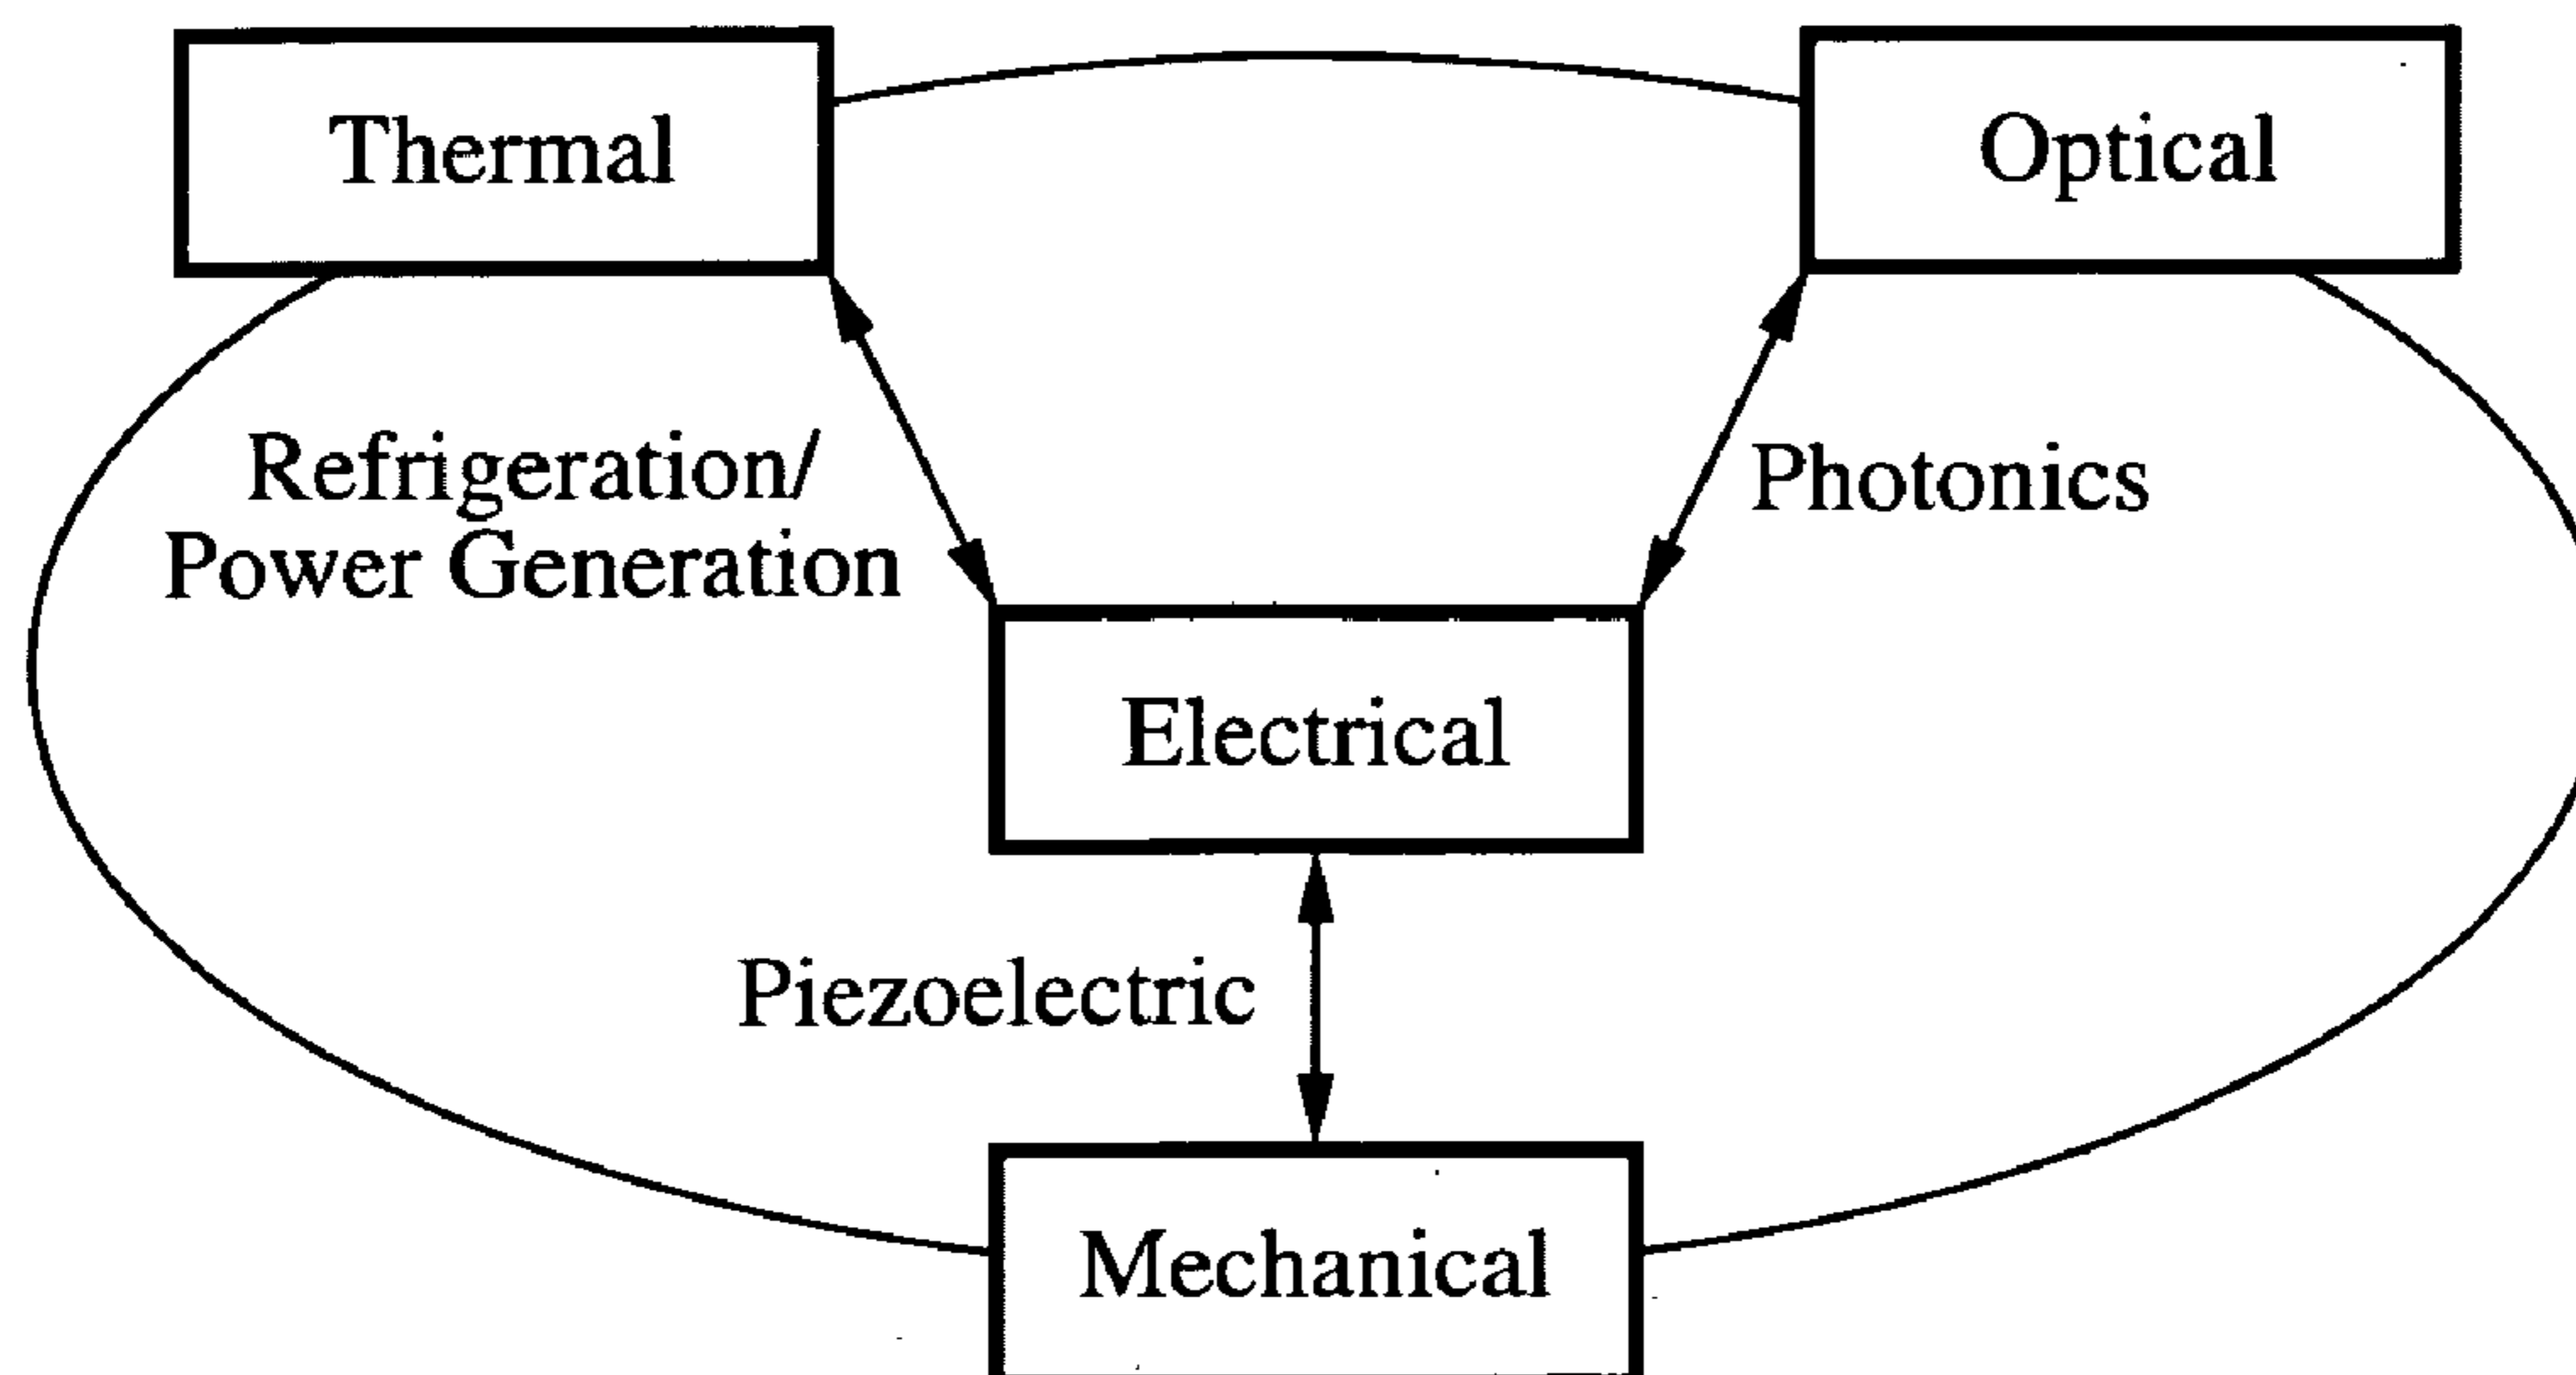 Thermal
Optical
Refrigeration/
Power Generation
Photonics
Electrical
Piezoelectric
Mechanical